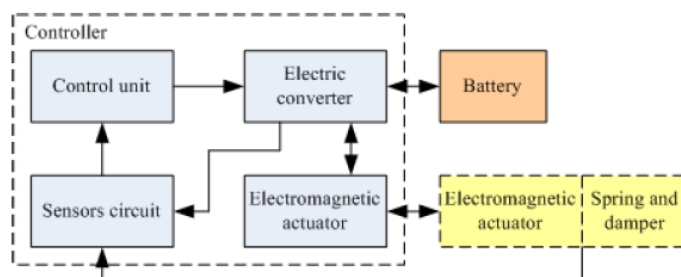 Controller
Control unit
Electric
converter
Battery
Sensors circuit
Electromagnetic
actuator
Electromagnetic
actuator
Spring and
damper